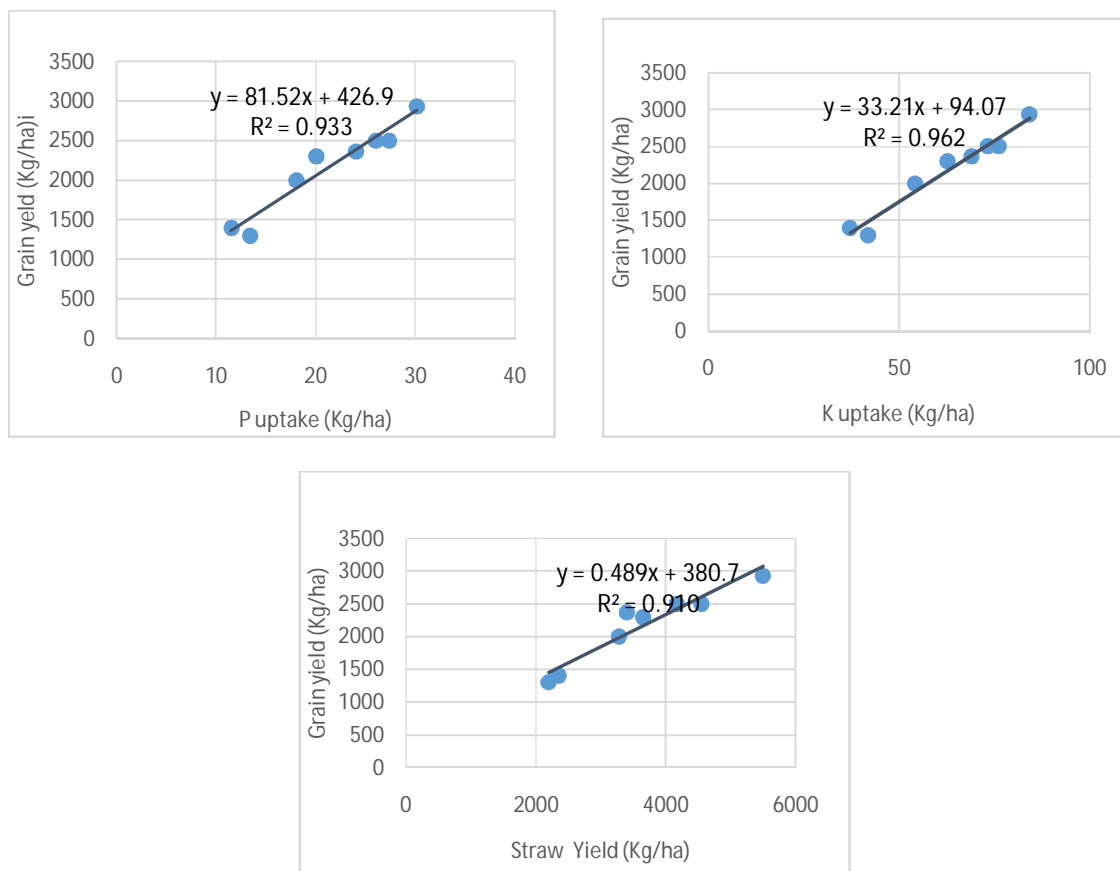 3500
3000
2500
2000
1500
1000
500
0
Grain yeld (Kg/ha)i
y = 81.52x + 426.9
R² = 0.933
0 10 20 30 40
P uptake (Kg/ha)
3500
3000
2500
2000
1500
1000
500
0
Grain yield (Kg/ha)
y = 33.21x + 94.07
R² = 0.962
0 50 100
K uptake (Kg/ha)
3500
3000
2500
2000
1500
1000
500
0
Grain yield (Kg/ha)
y = 0.489x + 380.7
R² = 0.910
0 2000 4000 6000
Straw Yield (Kg/ha)